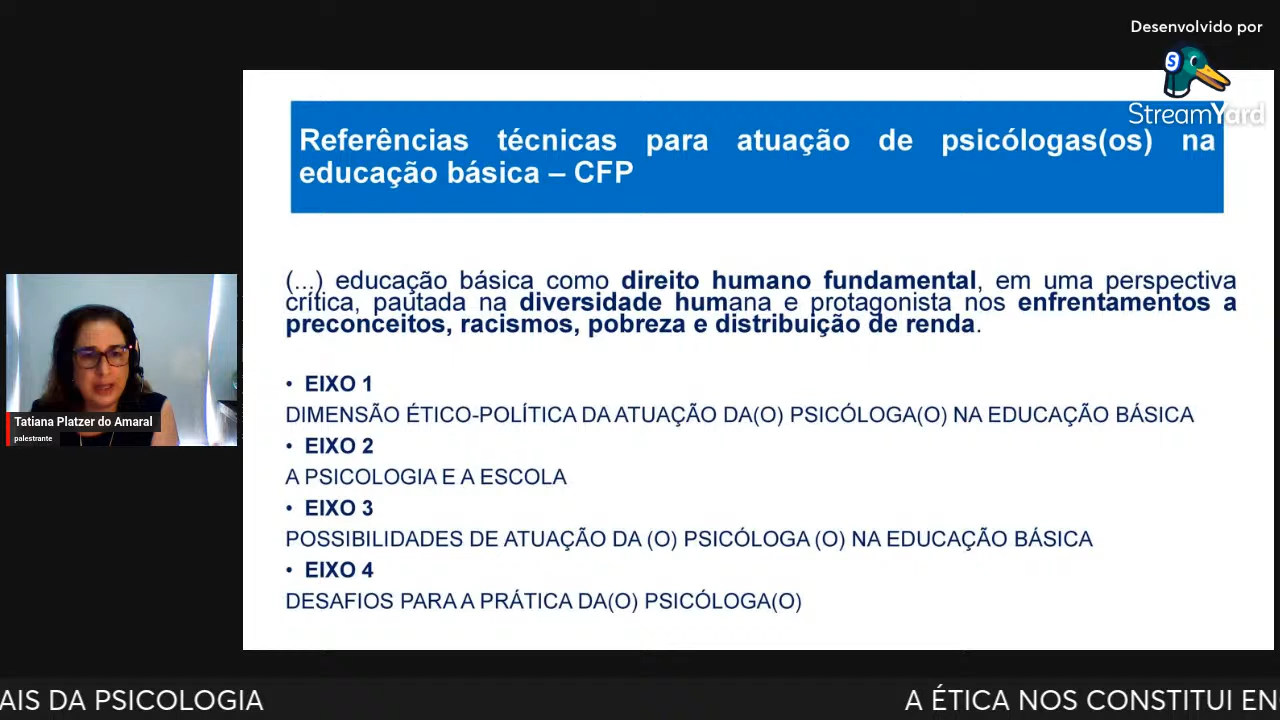 Desenvolvido por
StreamYard
Referências técnicas para atuação de psicólogas(os) na
educação básica – CFP
(...) educação básica como direito humano fundamental, em uma perspectiva
crítica, pautada na diversidade humana e protagonista nos enfrentamentos a
preconceitos, racismos, pobreza e distribuição de renda.
• EIXO 1
DIMENSÃO ÉTICO-POLÍTICA DA ATUAÇÃO DA(O) PSICÓLOGA(O) NA EDUCAÇÃO BÁSICA
• EIXO 2
A PSICOLOGIA E A ESCOLA
• EIXO 3
POSSIBILIDADES DE ATUAÇÃO DA (O) PSICÓLOGA (O) NA EDUCAÇÃO BÁSICA
• EIXO 4
DESAFIOS PARA A PRÁTICA DA(O) PSICÓLOGA(O)
Tatiana Platzer do Amaral
palestrante
AIS DA PSICOLOGIA
A ÉTICA NOS CONSTITUI EN